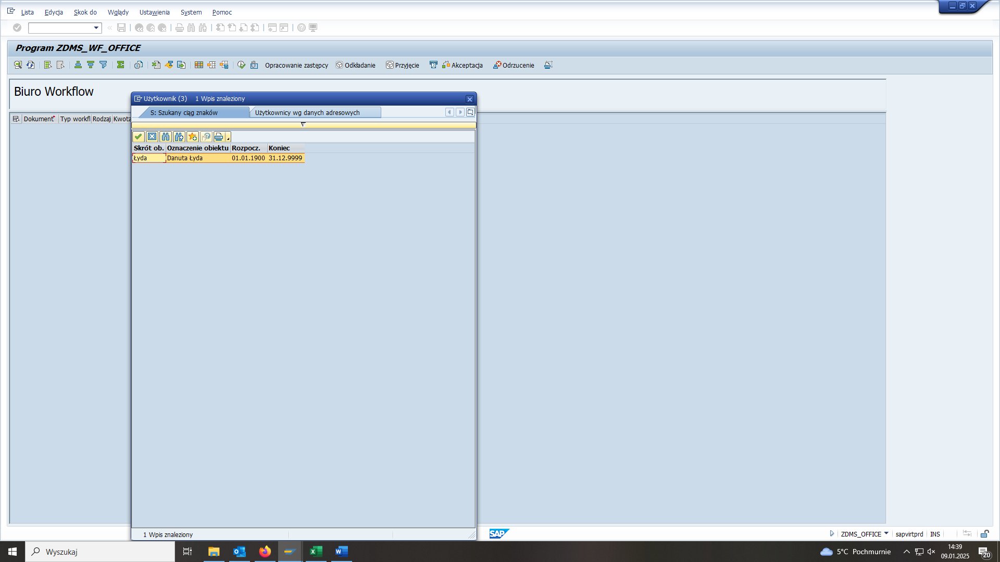 Lista Edycja Skok do Wglądy Ustawienia System Pomoc
Program ZDMS_WF_OFFICE
Opracowanie zastępcy Odkładanie Przyjęcie Akceptacja Odrzucenie
Biuro Workflow
Użytkownik (3) 1 Wpis znaleziony
S: Szukany ciąg znaków Użytkownicy wg danych adresowych
Dokument Typ workfl Rodzaj Kwota
Skrót ob. Oznaczenie obiektu Rozpocz. Koniec
Łyda Danuta Łyda 01.01.1900 31.12.9999
1 Wpis znaleziony
SAP
ZDMS_OFFICE sapvirtprd INS
Wyszukaj
5°C Pochmurnie
14:39
09.01.2025
20